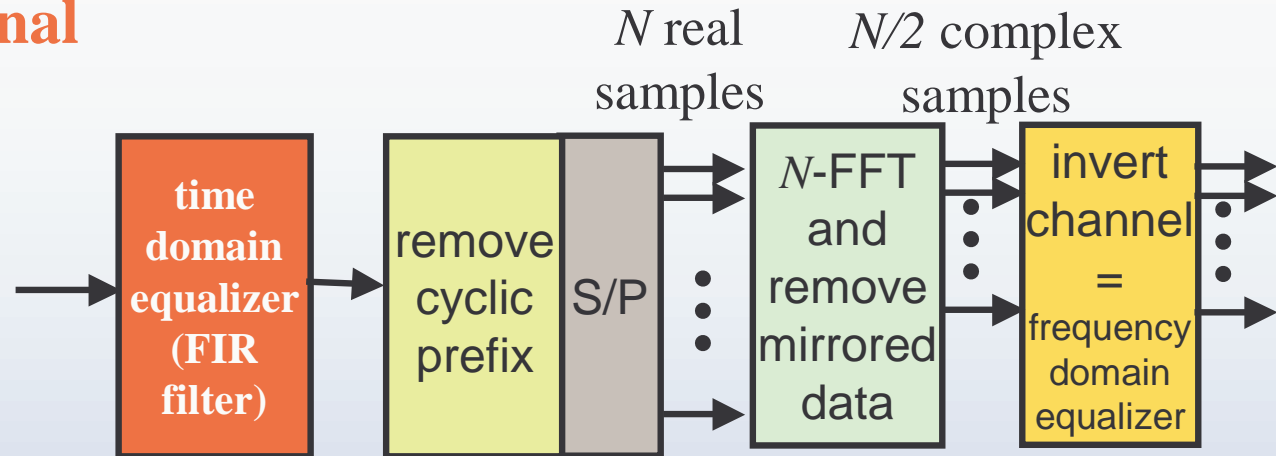 N real
samples
N/2 complex
samples
time
domain
equalizer
(FIR
filter)
remove
cyclic
prefix
S/P
N-FFT
and
remove
mirrored
data
invert
channel
=
frequency
domain
equalizer